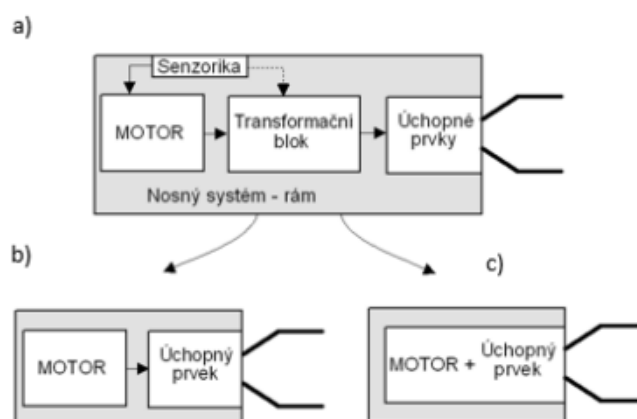 a)
Senzorika
MOTOR
Transformační
blok
Úchopné
prvky
Nosný systém - rám
b)
MOTOR
Úchopný
prvek
c)
MOTOR + Úchopný
prvek